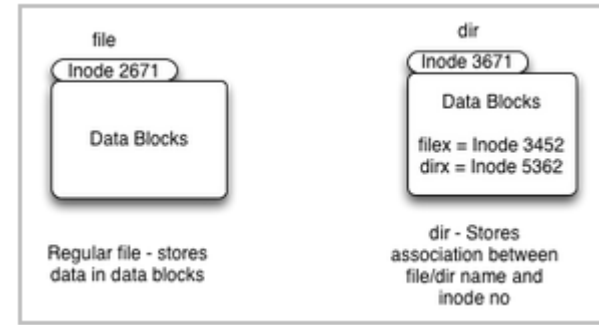 file
Inode 2671
Data Blocks
Regular file - stores
data in data blocks
dir
Inode 3671
Data Blocks
filex = Inode 3452
dirx = Inode 5362
dir - Stores
association between
file/dir name and
inode no